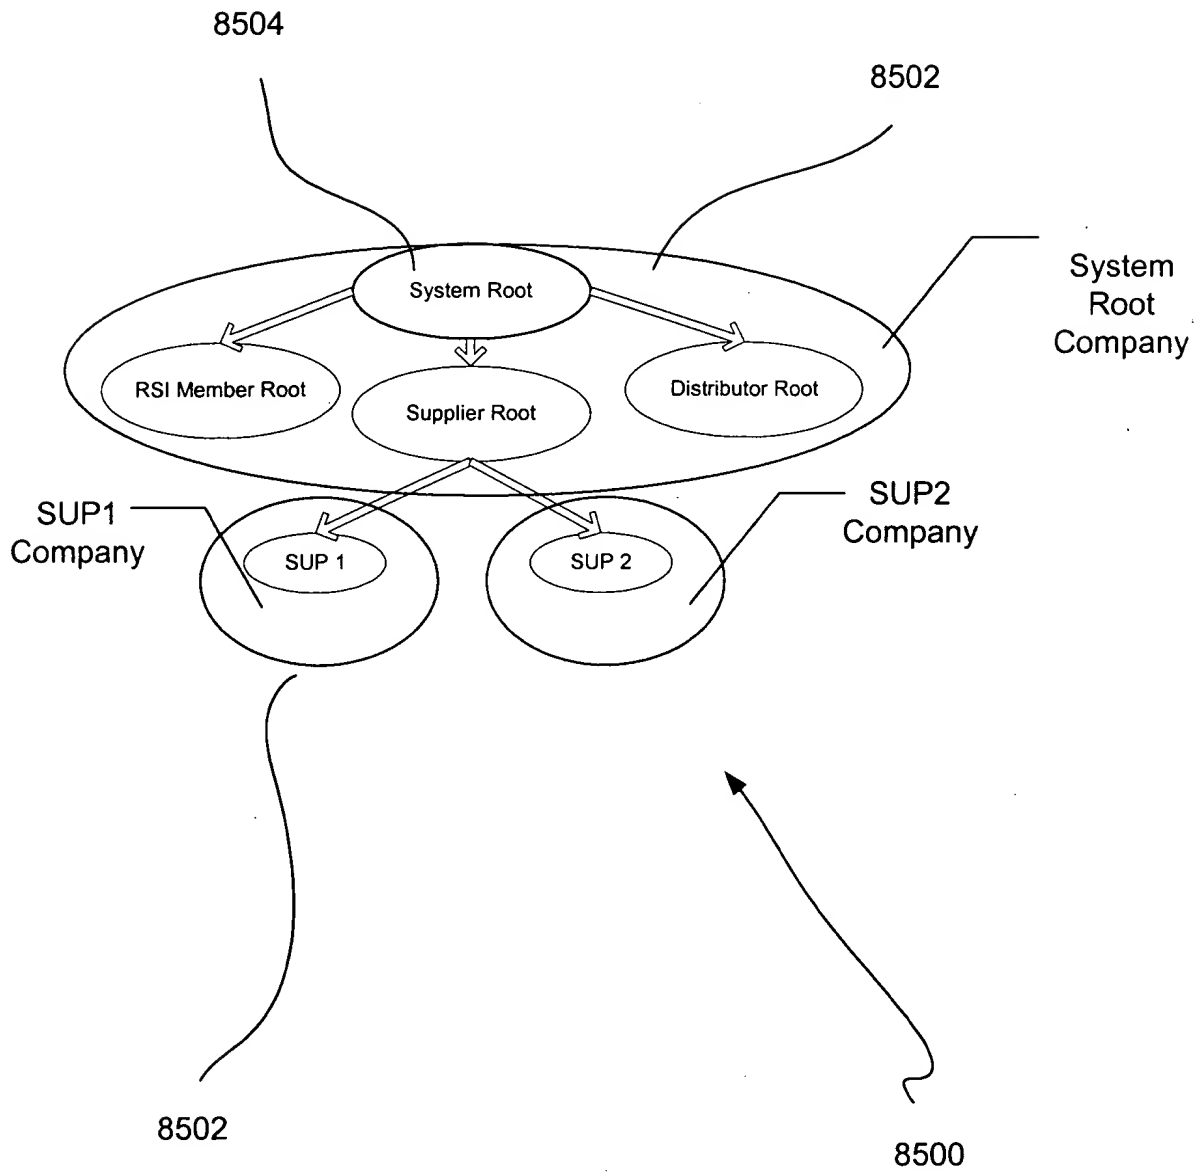 8504
8502
System Root
System
Root
Company
RSI Member Root
Supplier Root
Distributor Root
SUP1
Company
SUP2
Company
SUP 1
SUP 2
8502
8500